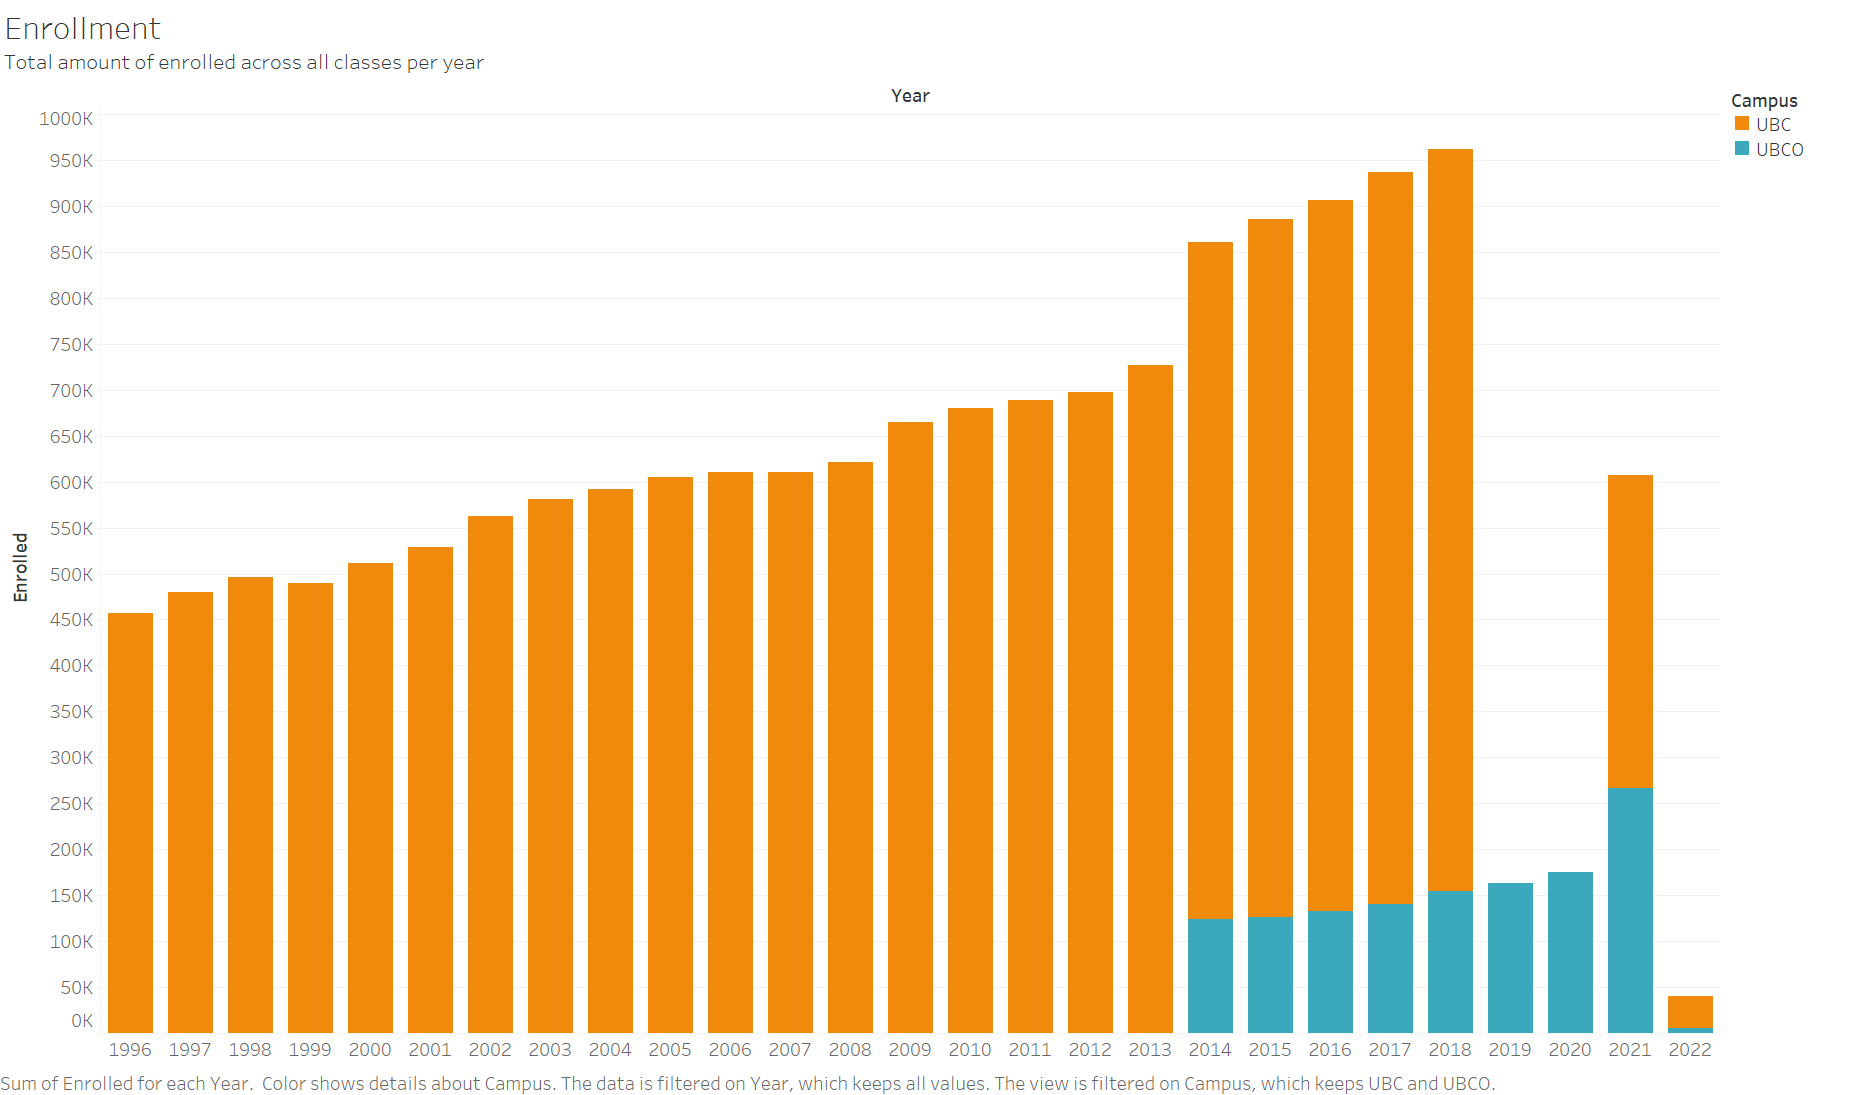 Enrollment
Total amount of enrolled across all classes per year
Year
Campus
UBC
UBCO
1000K
950K
900K
850K
800K
750K
700K
650K
600K
550K
500K
450K
400K
350K
300K
250K
200K
150K
100K
50K
0K
Enrolled
1996 1997 1998 1999 2000 2001 2002 2003 2004 2005 2006 2007 2008 2009 2010 2011 2012 2013 2014 2015 2016 2017 2018 2019 2020 2021 2022
Sum of Enrolled for each Year. Color shows details about Campus. The data is filtered on Year, which keeps all values. The view is filtered on Campus, which keeps UBC and UBCO.